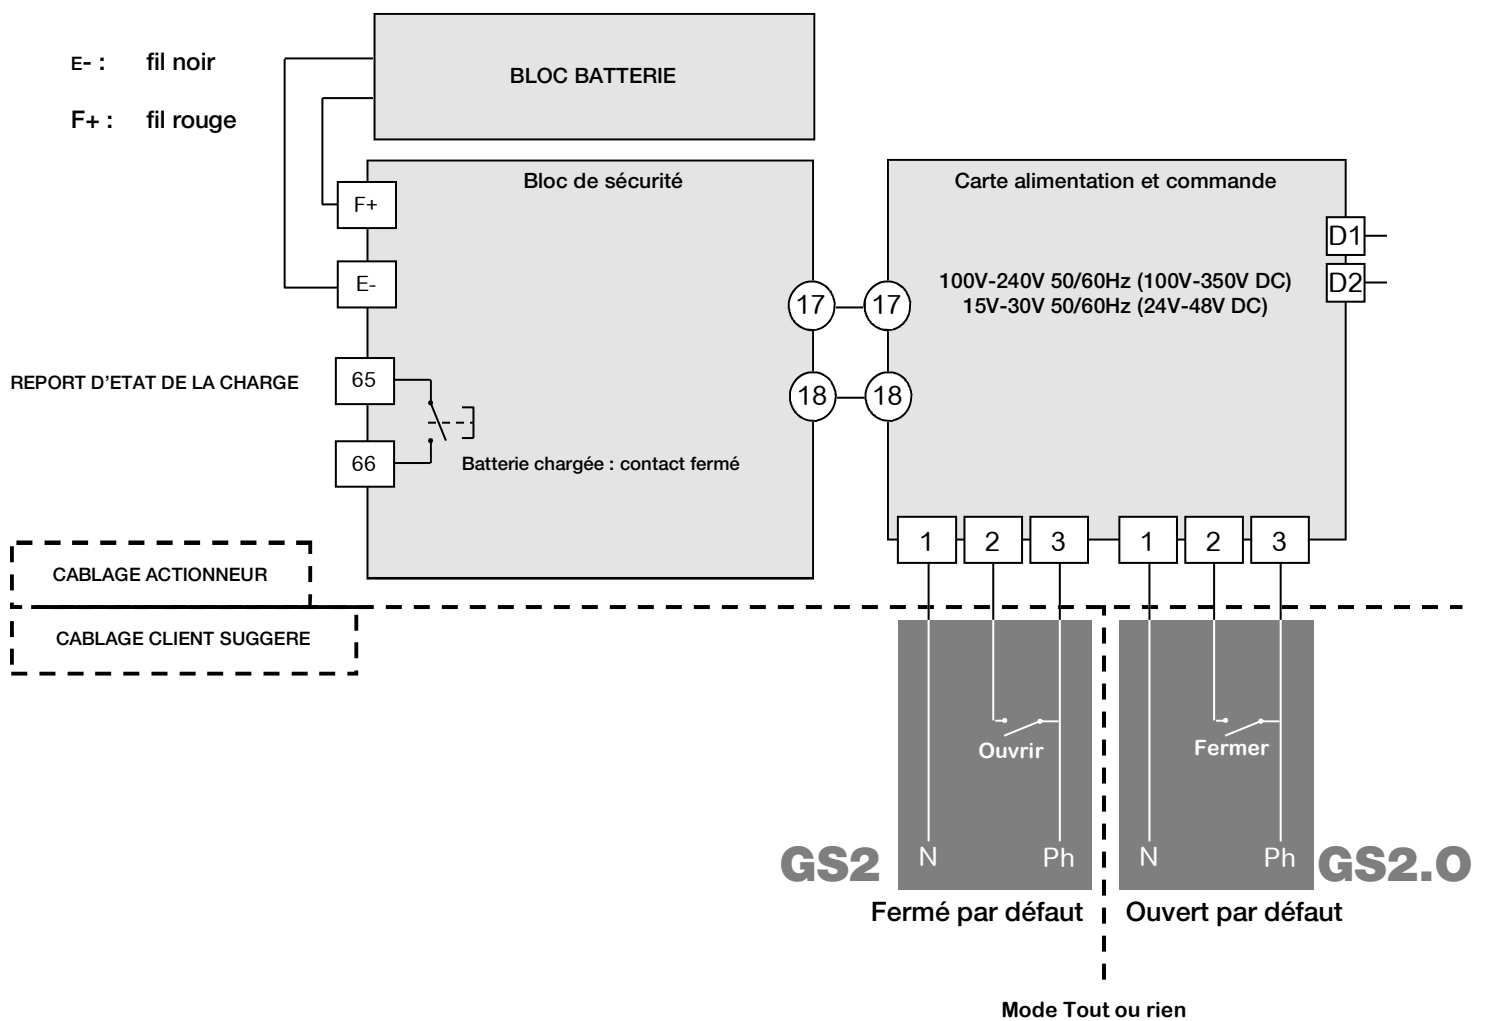 E- : fil noir
F+ : fil rouge
BLOC BATTERIE
Bloc de sécurité
F+
E-
REPORT D'ETAT DE LA CHARGE
65
66
Batterie chargée : contact fermé
17
18
Carte alimentation et commande
100V-240V 50/60Hz (100V-350V DC)
15V-30V 50/60Hz (24V-48V DC)
17
18
D1
D2
1 2 3
1 2 3
CABLAGE ACTIONNEUR
CABLAGE CLIENT SUGGERE
Ouvrir
N Ph
GS2
Fermé par défaut
Fermer
N Ph
GS2.O
Ouvert par défaut
Mode Tout ou rien